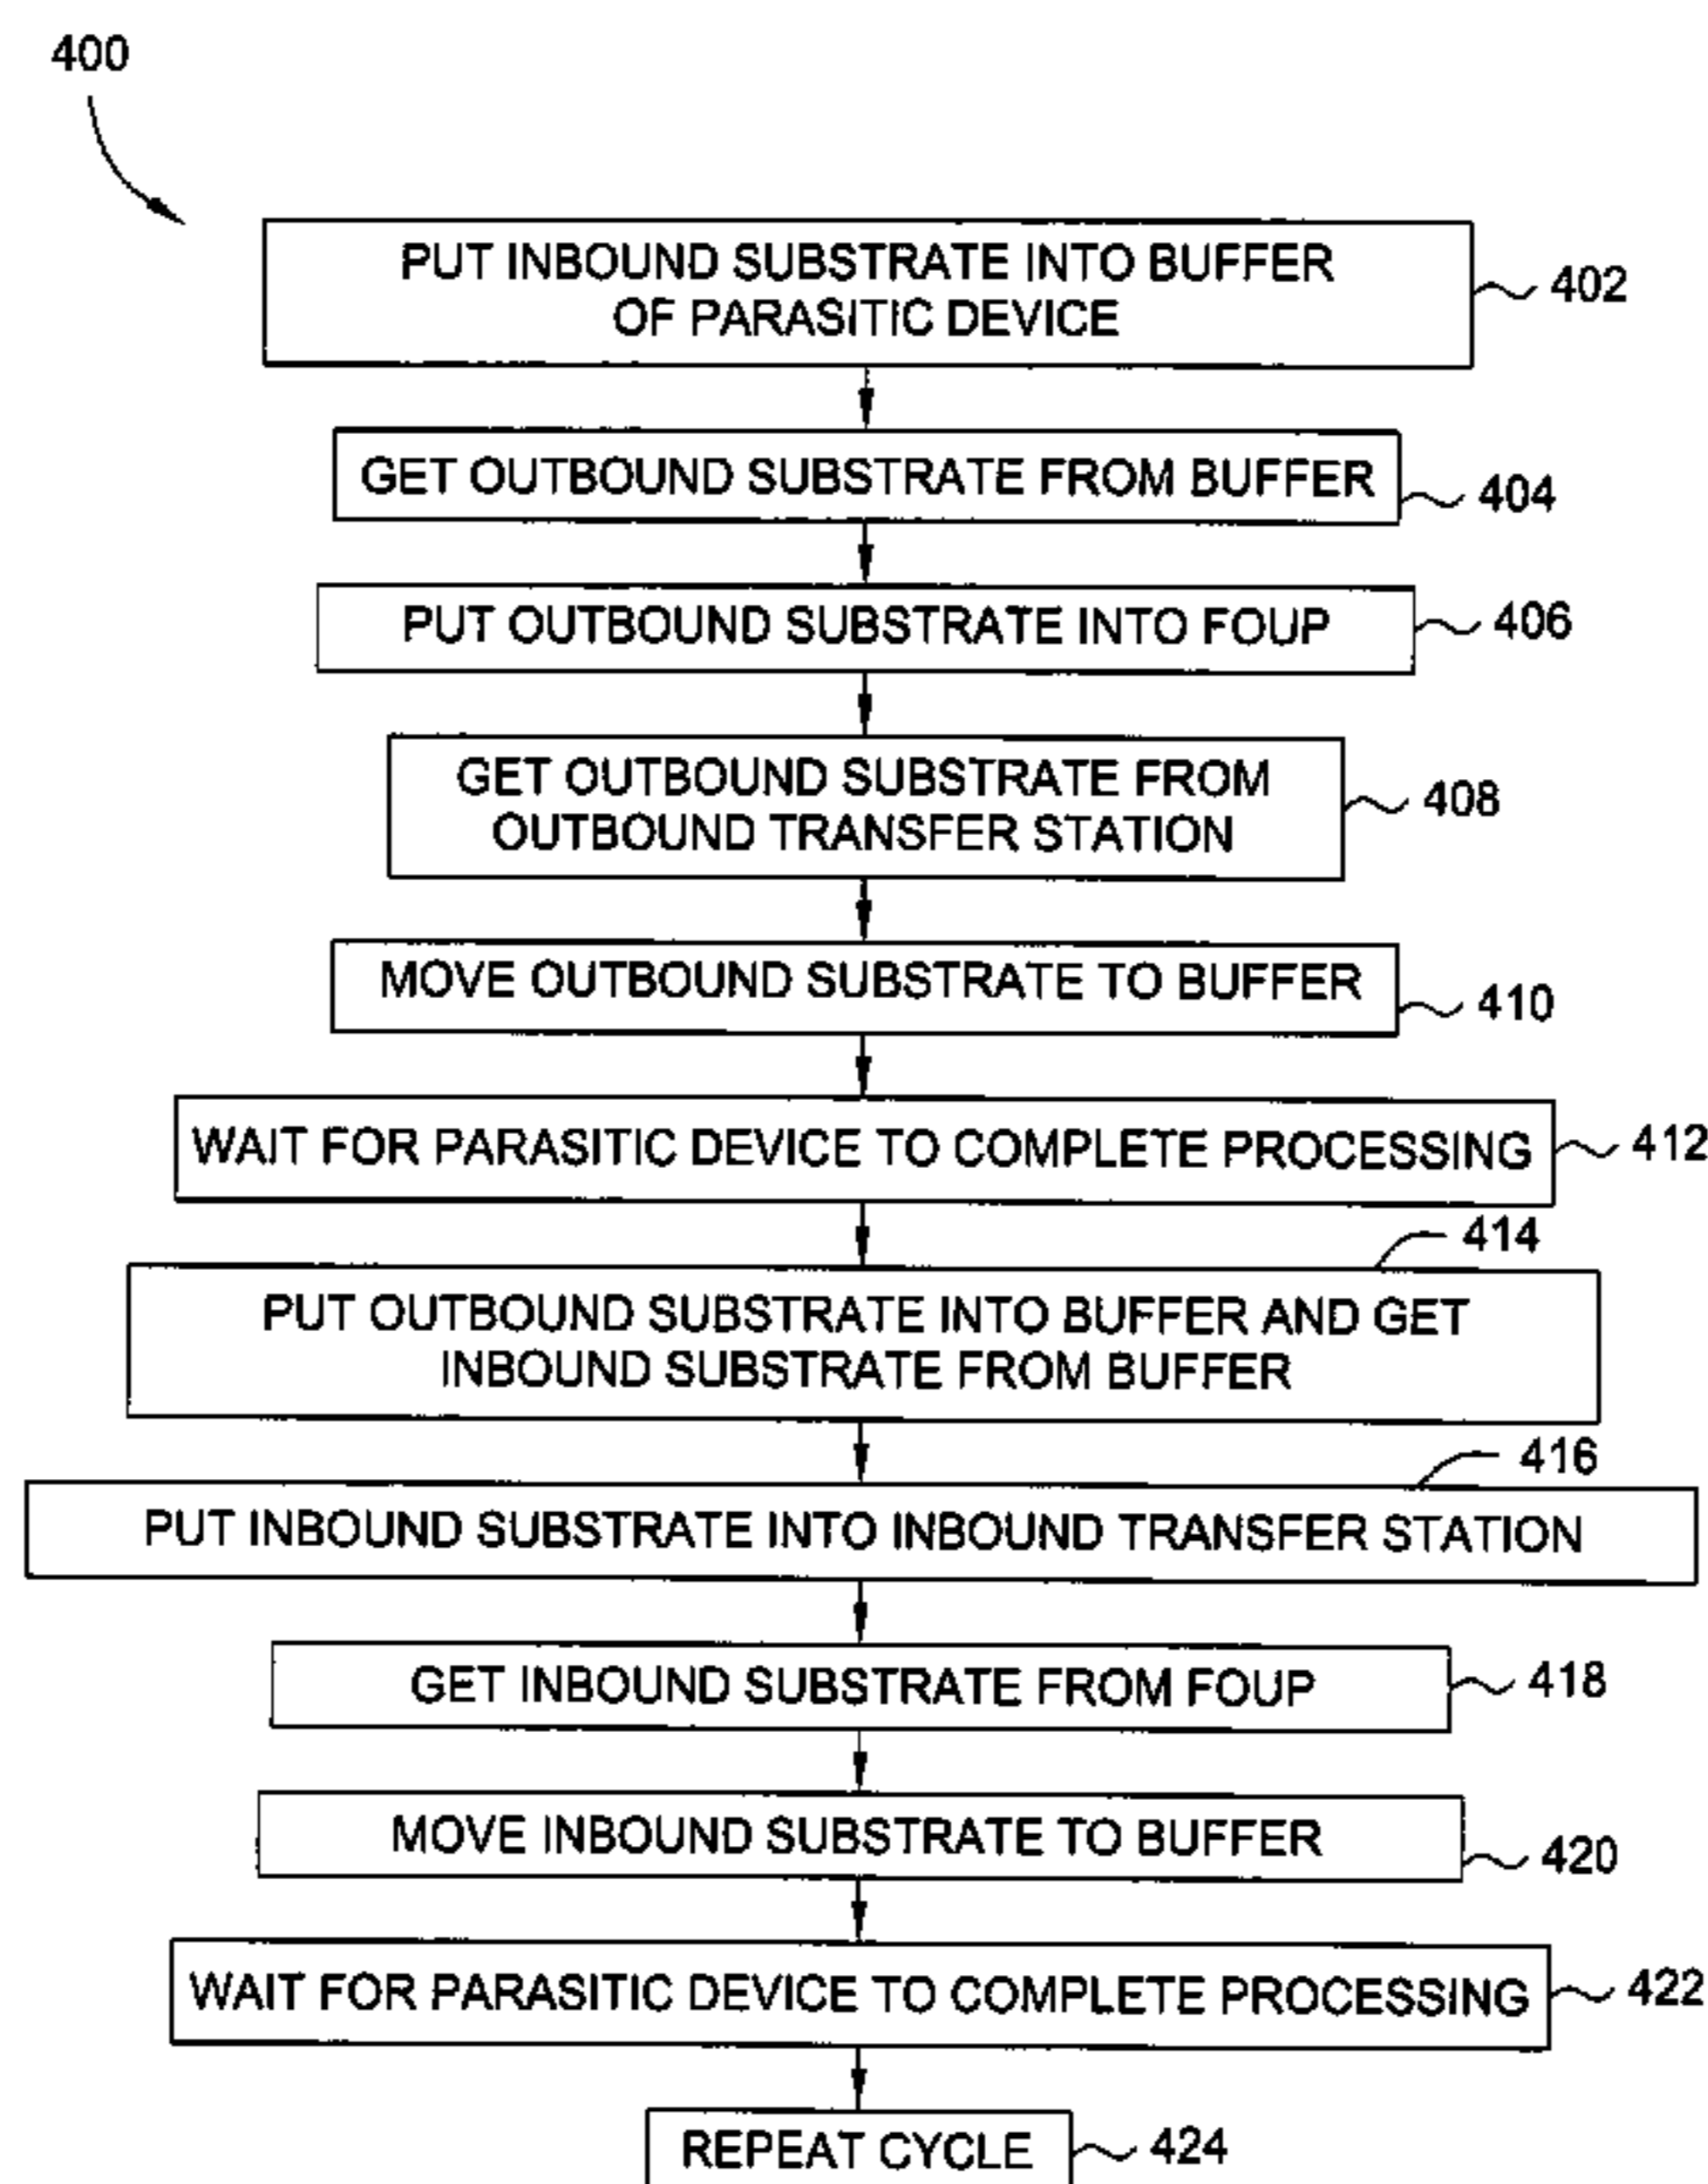 400
PUT INBOUND SUBSTRATE INTO BUFFER
OF PARASITIC DEVICE
402
GET OUTBOUND SUBSTRATE FROM BUFFER
404
PUT OUTBOUND SUBSTRATE INTO FOUP
406
GET OUTBOUND SUBSTRATE FROM
OUTBOUND TRANSFER STATION
408
MOVE OUTBOUND SUBSTRATE TO BUFFER
410
WAIT FOR PARASITIC DEVICE TO COMPLETE PROCESSING
412
414
PUT OUTBOUND SUBSTRATE INTO BUFFER AND GET
INBOUND SUBSTRATE FROM BUFFER
416
PUT INBOUND SUBSTRATE INTO INBOUND TRANSFER STATION
GET INBOUND SUBSTRATE FROM FOUP
418
MOVE INBOUND SUBSTRATE TO BUFFER
420
WAIT FOR PARASITIC DEVICE TO COMPLETE PROCESSING
422
REPEAT CYCLE
424